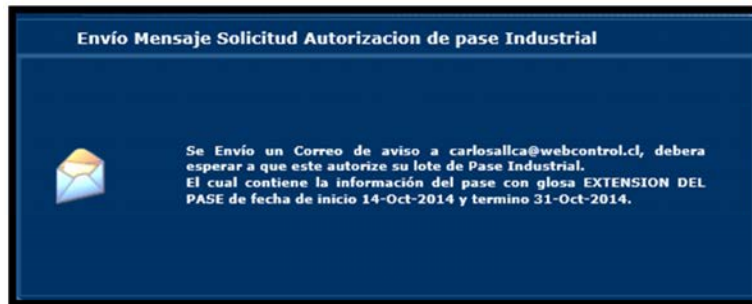 Envío Mensaje Solicitud Autorizacion de pase Industrial
Se Envío un Correo de aviso a carlosallca@webcontrol.cl, debera
esperar a que este autorize su lote de Pase Industrial.
El cual contiene la información del pase con glosa EXTENSION DEL
PASE de fecha de inicio 14-Oct-2014 y termino 31-Oct-2014.